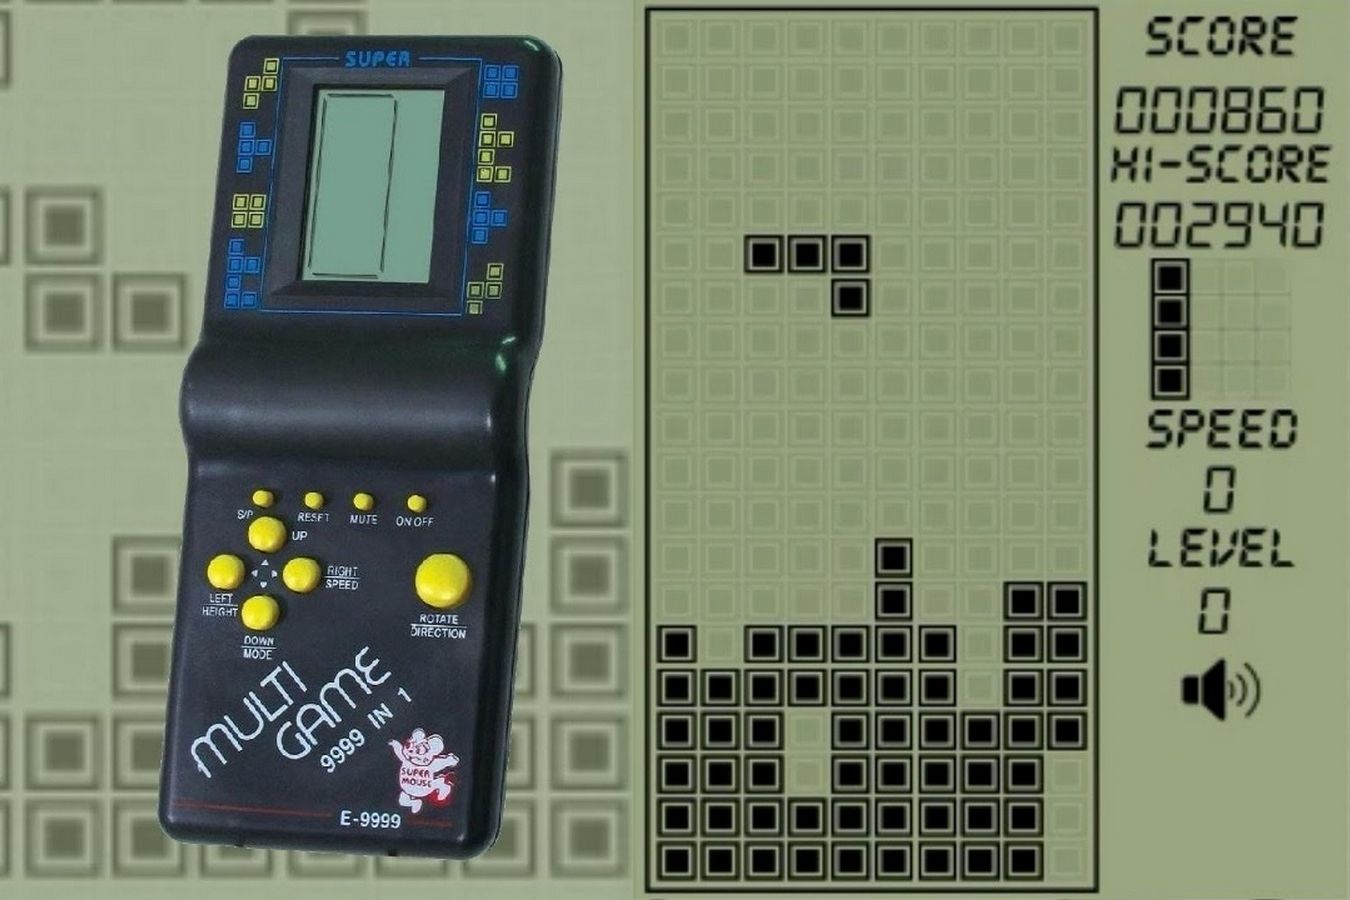 SUPER
S/P
RESET
MUTE
ON OFF
UP
LEFT
HEIGHT
RIGHT
SPEED
DOWN
MODE
ROTATE
DIRECTION
MULTI
GAME
9999 IN 1
SUPER
MOUSE
E-9999
SCORE
000860
HI-SCORE
002940
SPEED
0
LEVEL
0